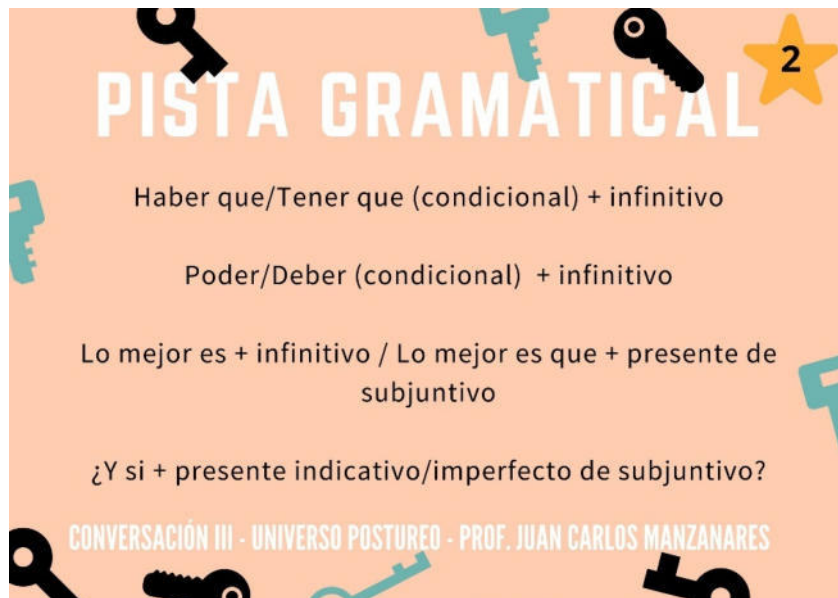 2
PISTA GRAMATICAL
Haber que/Tener que (condicional) + infinitivo
Poder/Deber (condicional) + infinitivo
Lo mejor es + infinitivo / Lo mejor es que + presente de
subjuntivo
¿Y si + presente indicativo/imperfecto de subjuntivo?
CONVERSACIÓN III - UNIVERSO POSTUREO - PROF. JUAN CARLOS MANZANARES